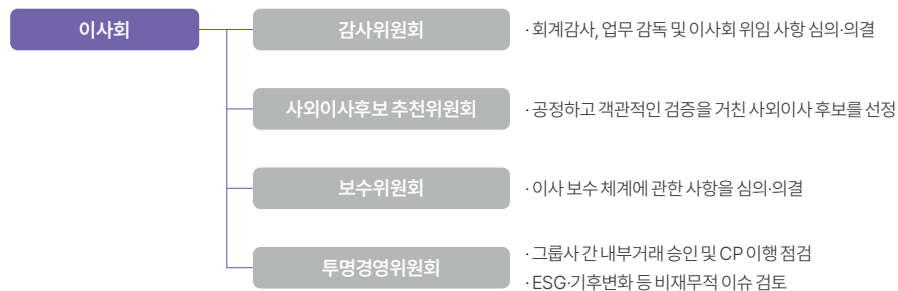 이사회
감사위원회
· 회계감사, 업무 감독 및 이사회 위임 사항 심의·의결
사외이사후보 추천위원회
· 공정하고 객관적인 검증을 거친 사외이사 후보를 선정
보수위원회
· 이사 보수 체계에 관한 사항을 심의·의결
투명경영위원회
· 그룹사 간 내부거래 승인 및 CP 이행 점검
· ESG·기후변화 등 비재무적 이슈 검토